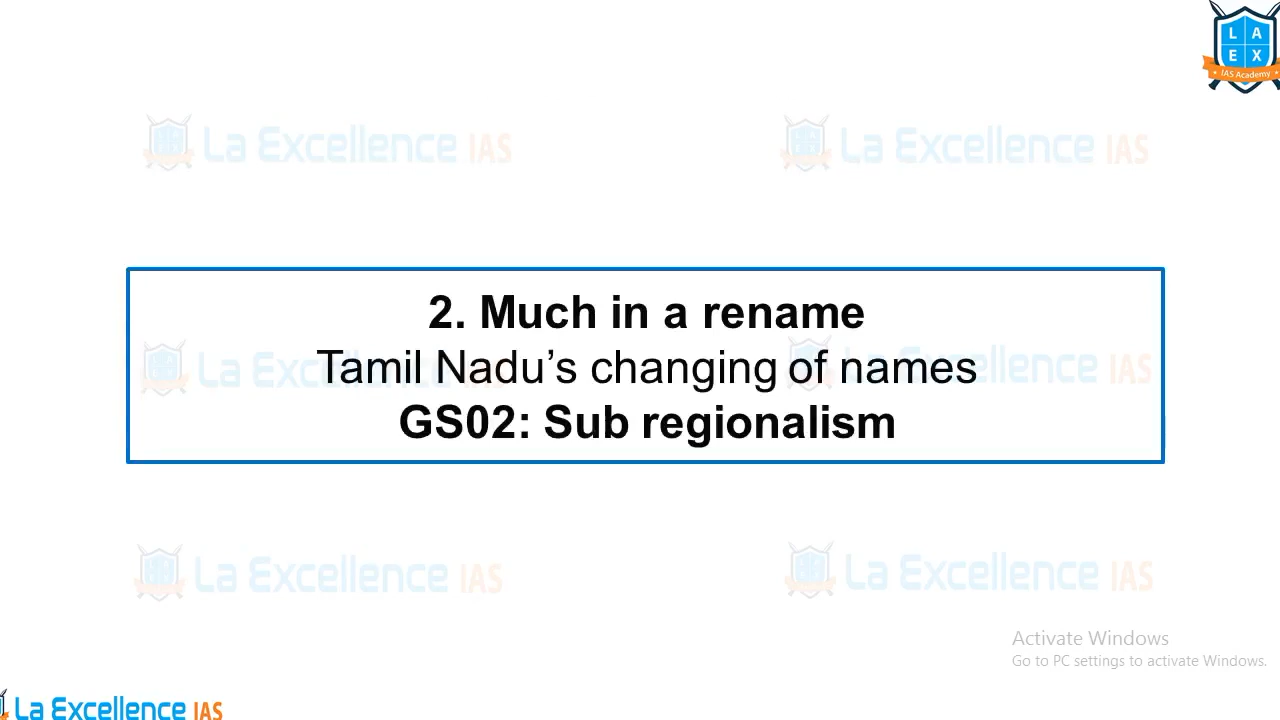 L A
E X
IAS Academy
La Excellence IAS
La Excellence IAS
2. Much in a rename
Tamil Nadu’s changing of names
GS02: Sub regionalism
La Excellence IAS
La Excellence IAS
La Excellence IAS
La Excellence IAS
Activate Windows
Go to PC settings to activate Windows.
La Excellence IAS